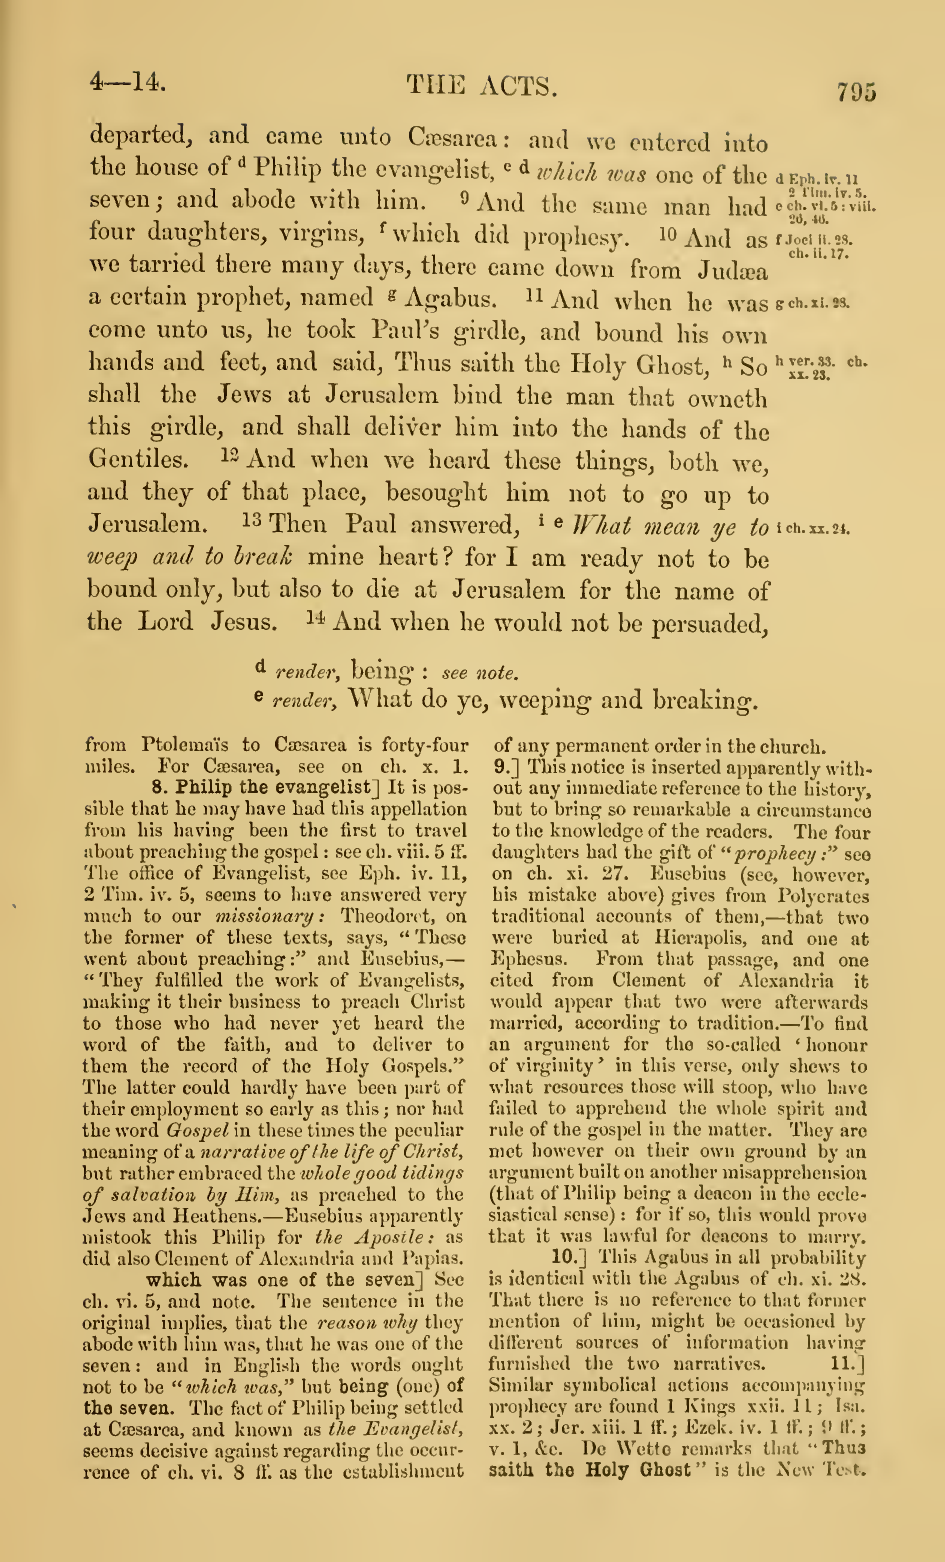 4—14.
THE ACTS.
795
departed, and came unto Cæsarea: and we entered into
the house of d Philip the evangelist, e d which was one of the
seven; and abode with him. 9 And the same man had
four daughters, virgins, f which did prophesy. 10 And as
we tarried there many days, there came down from Judæa
a certain prophet, named g Agabus. 11 And when he was
come unto us, he took Paul's girdle, and bound his own
hands and feet, and said, Thus saith the Holy Ghost, h So
shall the Jews at Jerusalem bind the man that owneth
this girdle, and shall deliver him into the hands of the
Gentiles. 12 And when we heard these things, both we,
and they of that place, besought him not to go up to
Jerusalem. 13 Then Paul answered, i e What mean ye to
weep and to break mine heart? for I am ready not to be
bound only, but also to die at Jerusalem for the name of
the Lord Jesus. 14 And when he would not be persuaded,
d Eph. iv. 11
2 Tim. iv. 5.
e ch. vi. 5: viii.
26, 40.
f Joel ii. 28.
ch. ii. 17.
g ch. xi. 28.
h ver. 33. ch.
xx. 23.
i ch. xx. 24.
d render, being: see note.
e render, What do ye, weeping and breaking.
from Ptolemaïs to Cæsarea is forty-four
miles. For Cæsarea, see on ch. x. 1.
8. Philip the evangelist] It is pos-
sible that he may have had this appellation
from his having been the first to travel
about preaching the gospel: see ch. viii. 5 ff.
The office of Evangelist, see Eph. iv. 11,
2 Tim. iv. 5, seems to have answered very
much to our missionary: Theodoret, on
the former of these texts, says, "These
went about preaching:" and Eusebius,—
"They fulfilled the work of Evangelists,
making it their business to preach Christ
to those who had never yet heard the
word of the faith, and to deliver to
them the record of the Holy Gospels."
The latter could hardly have been part of
their employment so early as this; nor had
the word Gospel in these times the peculiar
meaning of a narrative of the life of Christ,
but rather embraced the whole good tidings
of salvation by Him, as preached to the
Jews and Heathens.—Eusebius apparently
mistook this Philip for the Apostle: as
did also Clement of Alexandria and Papias.
which was one of the seven] See
ch. vi. 5, and note. The sentence in the
original implies, that the reason why they
abode with him was, that he was one of the
seven: and in English the words ought
not to be "which was," but being (one) of
the seven. The fact of Philip being settled
at Cæsarea, and known as the Evangelist,
seems decisive against regarding the occur-
rence of ch. vi. 8 ff. as the establishment
of any permanent order in the church.
9.] This notice is inserted apparently with-
out any immediate reference to the history,
but to bring so remarkable a circumstance
to the knowledge of the readers. The four
daughters had the gift of "prophecy:" see
on ch. xi. 27. Eusebius (see, however,
his mistake above) gives from Polycrates
traditional accounts of them,—that two
were buried at Hierapolis, and one at
Ephesus. From that passage, and one
cited from Clement of Alexandria it
would appear that two were afterwards
married, according to tradition.—To find
an argument for the so-called 'honour
of virginity' in this verse, only shews to
what resources those will stoop, who have
failed to apprehend the whole spirit and
rule of the gospel in the matter. They are
met however on their own ground by an
argument built on another misapprehension
(that of Philip being a deacon in the eccle-
siastical sense): for if so, this would prove
that it was lawful for deacons to marry.
10.] This Agabus in all probability
is identical with the Agabus of ch. xi. 28.
That there is no reference to that former
mention of him, might be occasioned by
different sources of information having
furnished the two narratives. 11.]
Similar symbolical actions accompanying
prophecy are found 1 Kings xxii. 11; Isa.
xx. 2; Jer. xiii. 1 ff.; Ezek. iv. 1 ff.; 9 ff.;
v. 1, &c. De Wette remarks that "Thus
saith the Holy Ghost" is the New Test.